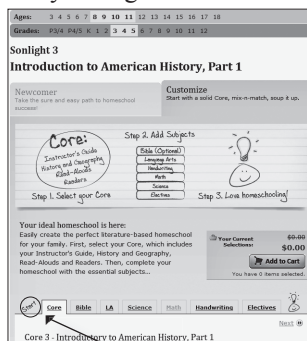 Ages: 3 4 5 6 7 8 9 10 11 12 13 14 15 16 17 18
Grades: P3/4 P4/5 K 1 2 3 4 5 6 7 8 9 10 11 12
Sonlight 3
Introduction to American History, Part 1
Newcomer
Take the sure and easy path to homeschool
success!
Customize
Start with a solid Core, mix-n-match, soup it up.
Core:
Instructor's Guide
History and Geography
Read-Alouds
Readers
Step 1. Select your Core
Step 2. Add Subjects
Bible (Optional)
Language Arts
Handwriting
Math
Science
Electives
Step 3. Love homeschooling!
Your ideal homeschool is here:
Easily create the perfect literature-based homeschool
for your family. First, select your Core, which includes
your Instructor's Guide, History and Geography,
Read-Alouds and Readers. Then, complete your
homeschool with the essential subjects...
Your Current
Selections:
$0.00
$0.00
Add to Cart
You have 0 items selected.
Start
Core Bible LA Science Math Handwriting Electives
Next
Core 3 - Introductory to American History, Part 1